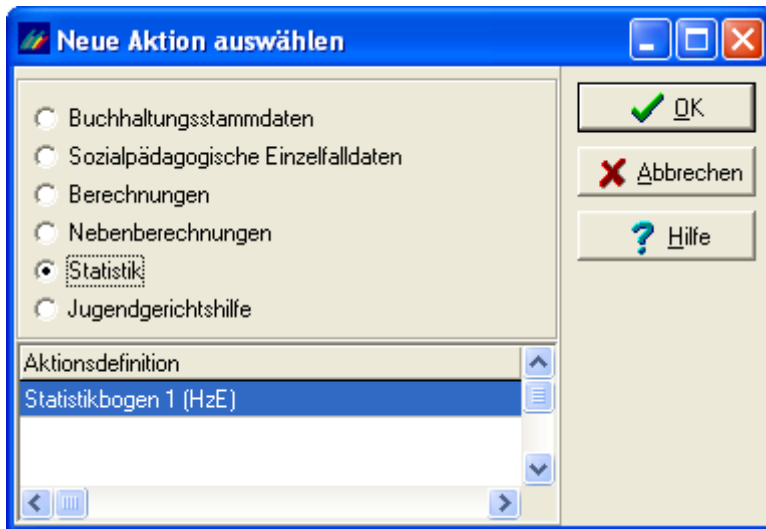 Neue Aktion auswählen
Buchhaltungsstammdaten
Sozialpädagogische Einzelfalldaten
Berechnungen
Nebenberechnungen
Statistik
Jugendgerichtshilfe
OK
Abbrechen
Hilfe
Aktionsdefinition
Statistikbogen 1 (HzE)